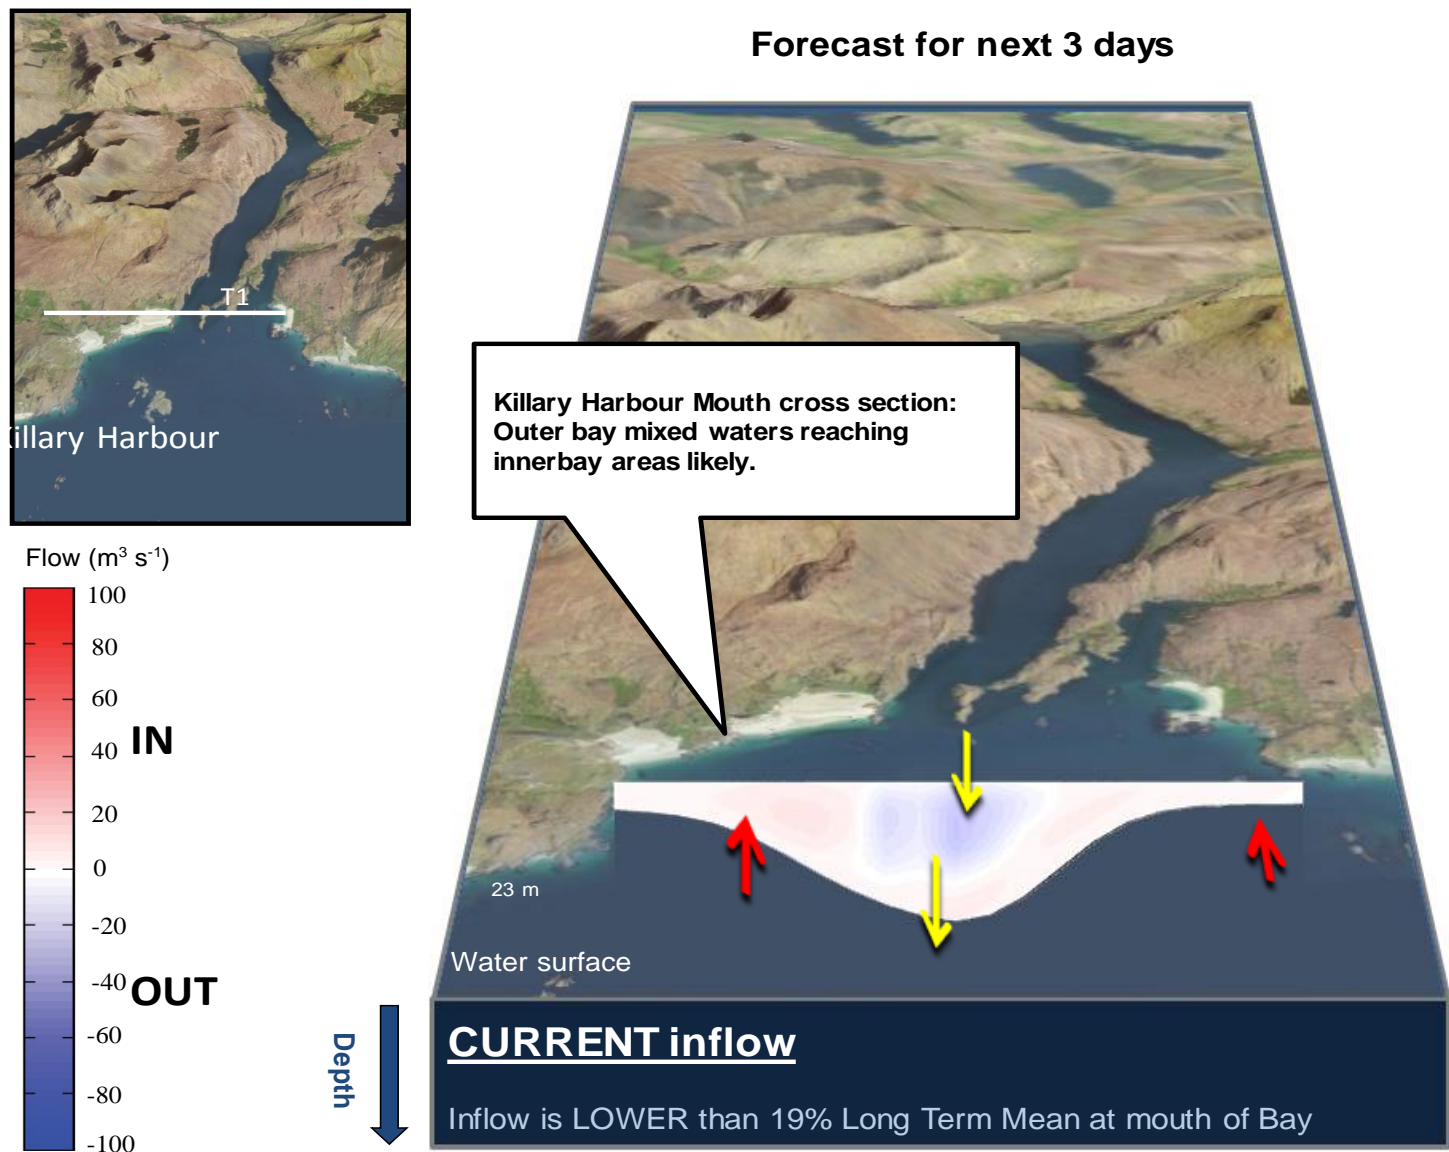 Forecast for next 3 days
T1
illary Harbour
Killary Harbour Mouth cross section:
Outer bay mixed waters reaching
innerbay areas likely.
Flow (m³ s⁻¹)
100
80
60
40
IN
20
0
-20
-40
OUT
-60
-80
-100
Depth
23 m
Water surface
CURRENT inflow
Inflow is LOWER than 19% Long Term Mean at mouth of Bay